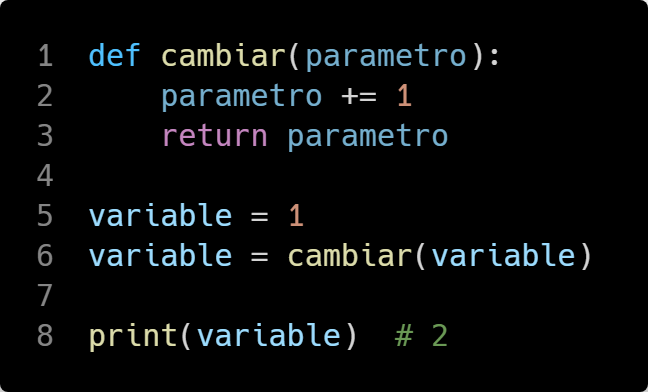 1 def cambiar(parametro):
2     parametro += 1
3     return parametro
4
5 variable = 1
6 variable = cambiar(variable)
7
8 print(variable)  # 2